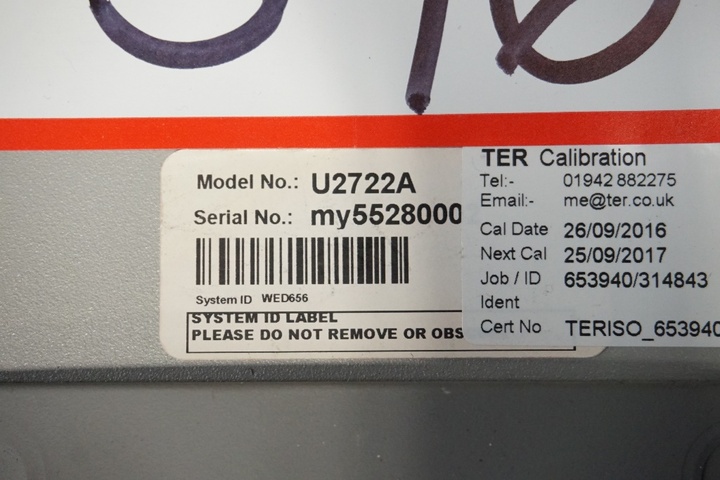 Model No.: U2722A
Serial No.: my5528000
System ID WED656
SYSTEM ID LABEL
PLEASE DO NOT REMOVE OR OBS
TER Calibration
Tel:- 01942 882275
Email:- me@ter.co.uk
Cal Date 26/09/2016
Next Cal 25/09/2017
Job / ID 653940/314843
Ident
Cert No TERISO_653940